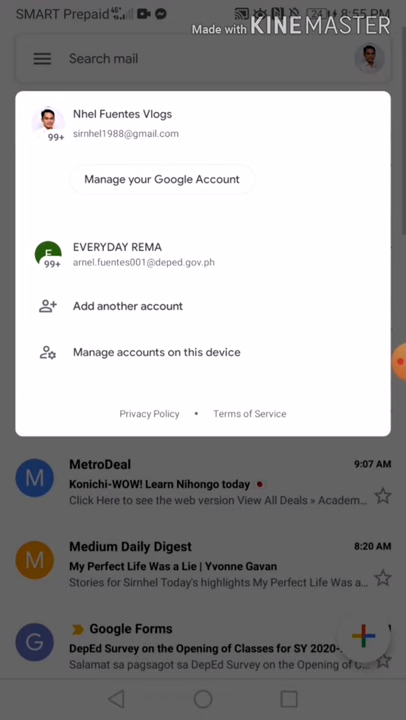 SMART Prepaid 4G 24 8:55 PM
Made with KINEMASTER
Search mail
Nhel Fuentes Vlogs
99+ sirnhel1988@gmail.com
Manage your Google Account
EVERYDAY REMA
99+ arnel.fuentes001@deped.gov.ph
Add another account
Manage accounts on this device
Privacy Policy • Terms of Service
M MetroDeal 9:07 AM
Konichi-WOW! Learn Nihongo today
Click Here to see the web version View All Deals » Academ...
M Medium Daily Digest 8:20 AM
My Perfect Life Was a Lie | Yvonne Gavan
Stories for Sirnhel Today's highlights My Perfect Life Was a...
G Google Forms
DepEd Survey on the Opening of Classes for SY 2020-
Salamat sa pagsagot sa DepEd Survey on the Opening of